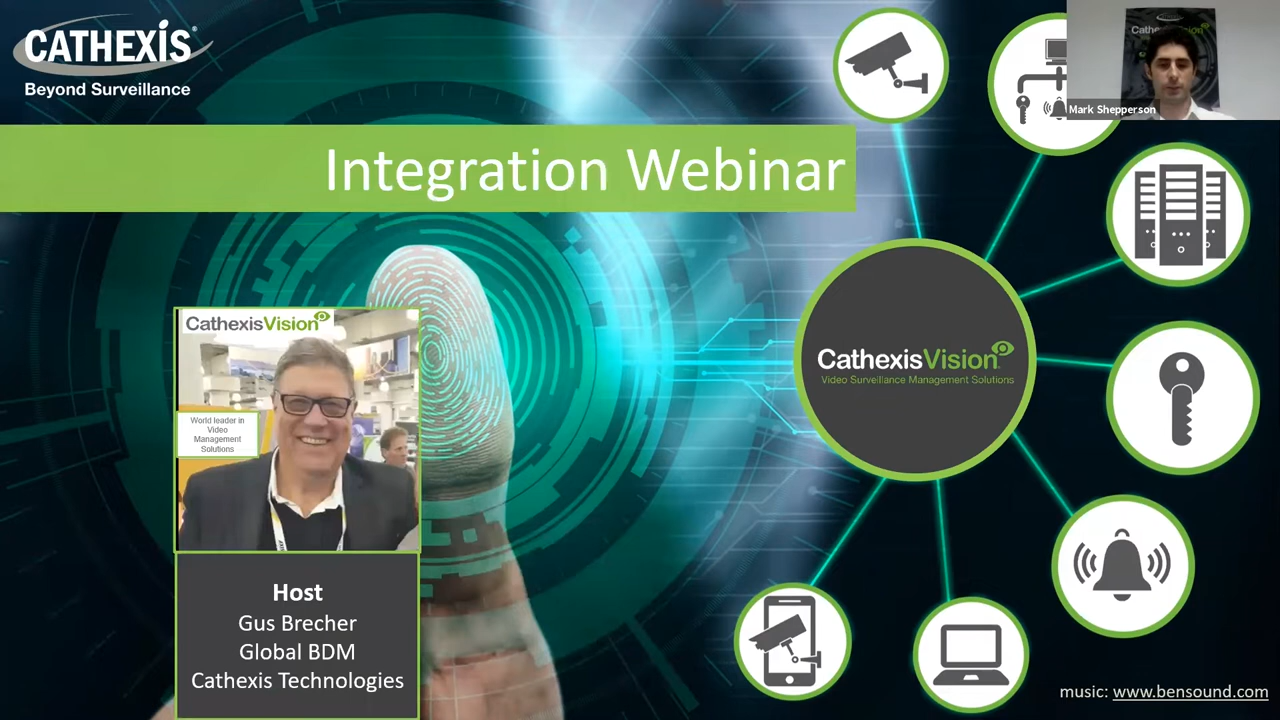 CATHEXIS®
Beyond Surveillance
Mark Shepperson
Integration Webinar
CathexisVision
World leader in
Video
Management
Solutions
CathexisVision
Video Surveillance Management Solutions
Host
Gus Brecher
Global BDM
Cathexis Technologies
music: www.bensound.com